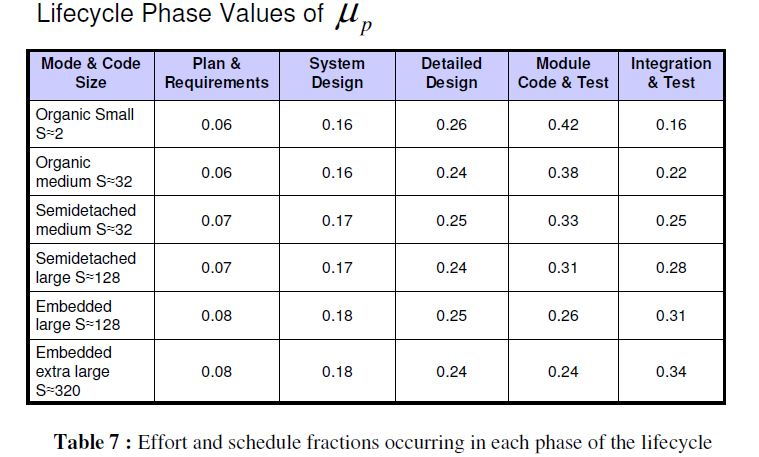 Lifecycle Phase Values of μp
Mode & Code Size | Plan & Requirements | System Design | Detailed Design | Module Code & Test | Integration & Test
Organic Small S≈2 | 0.06 | 0.16 | 0.26 | 0.42 | 0.16
Organic medium S≈32 | 0.06 | 0.16 | 0.24 | 0.38 | 0.22
Semidetached medium S≈32 | 0.07 | 0.17 | 0.25 | 0.33 | 0.25
Semidetached large S≈128 | 0.07 | 0.17 | 0.24 | 0.31 | 0.28
Embedded large S≈128 | 0.08 | 0.18 | 0.25 | 0.26 | 0.31
Embedded extra large S≈320 | 0.08 | 0.18 | 0.24 | 0.24 | 0.34
Table 7 : Effort and schedule fractions occurring in each phase of the lifecycle